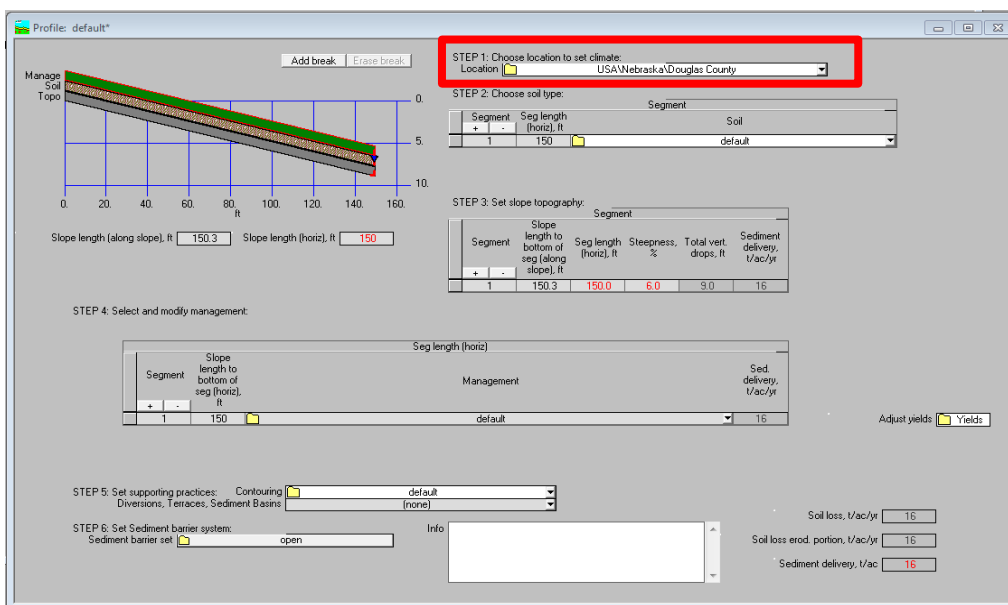 Profile: default*
Add break Erase break
Manage
Soil
Topo
0.
5.
10.
0. 20. 40. 60. 80. 100. 120. 140. 160.
ft
Slope length (along slope), ft 150.3 Slope length (horiz), ft 150
STEP 1: Choose location to set climate:
Location USA\Nebraska\Douglas County
STEP 2: Choose soil type:
Segment
Segment Seg length (horiz), ft Soil
+ -
1 150 default
STEP 3: Set slope topography:
Segment
Segment Slope length to bottom of seg (along slope), ft Seg length (horiz), ft Steepness, % Total vert. drops, ft Sediment delivery, t/ac/yr
+ -
1 150.3 150.0 6.0 9.0 16
STEP 4: Select and modify management:
Seg length (horiz)
Segment Slope length to bottom of seg (horiz), ft Management Sed. delivery, t/ac/yr
+ -
1 150 default 16
Adjust yields Yields
STEP 5: Set supporting practices: Contouring default
Diversions, Terraces, Sediment Basins (none)
STEP 6: Set Sediment barrier system:
Sediment barrier set open
Info
Soil loss, t/ac/yr 16
Soil loss erod. portion, t/ac/yr 16
Sediment delivery, t/ac 16